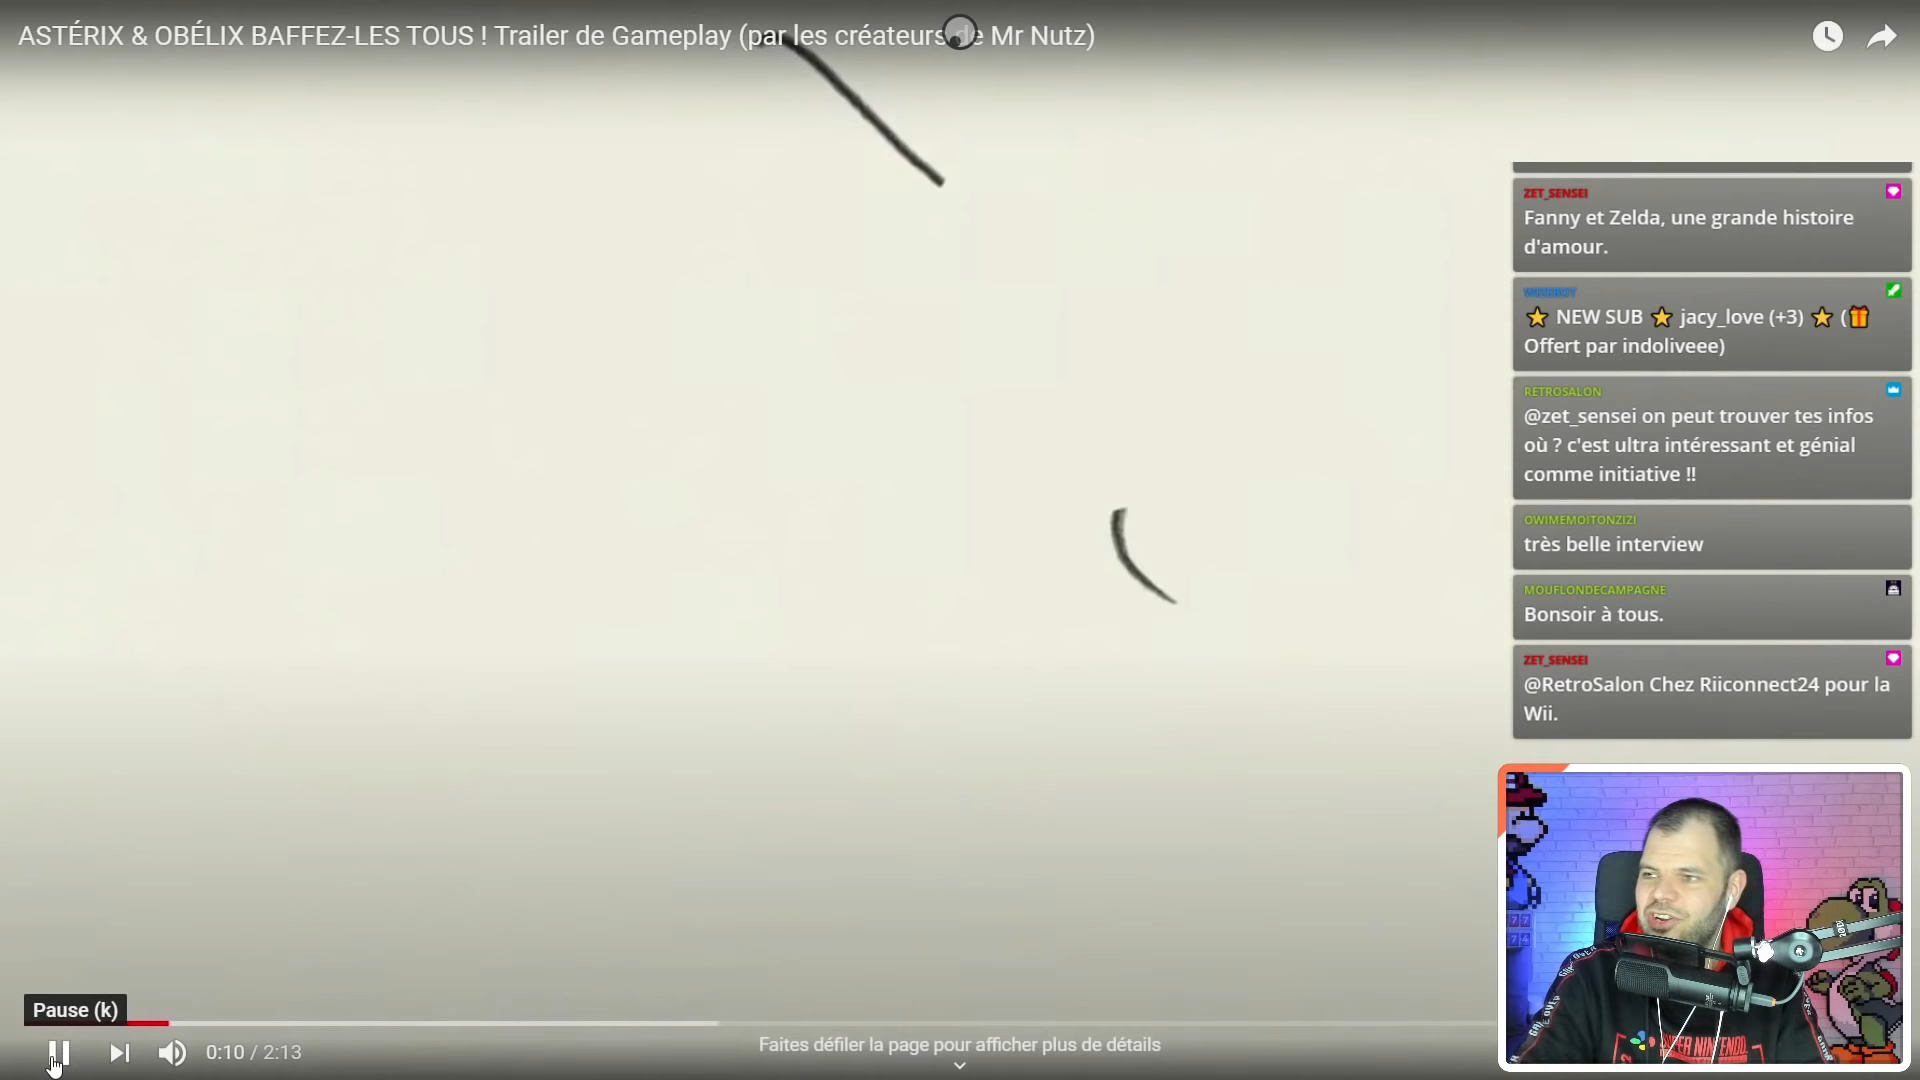 ASTÉRIX & OBÉLIX BAFFEZ-LES TOUS ! Trailer de Gameplay (par les créateurs de Mr Nutz)
ZET_SENSEI
Fanny et Zelda, une grande histoire
d'amour.
⭐ NEW SUB ⭐ jacy_love (+3) ⭐ (🎁
Offert par indoliveee)
RETROSALON
@zet_sensei on peut trouver tes infos
où ? c'est ultra intéressant et génial
comme initiative !!
OWIMEMOITONZIZI
très belle interview
MOUFLONDECAMPAGNE
Bonsoir à tous.
ZET_SENSEI
@RetroSalon Chez Riiconnect24 pour la
Wii.
Pause (k)
0:10 / 2:13
Faites défiler la page pour afficher plus de détails
SUPER NINTENDO